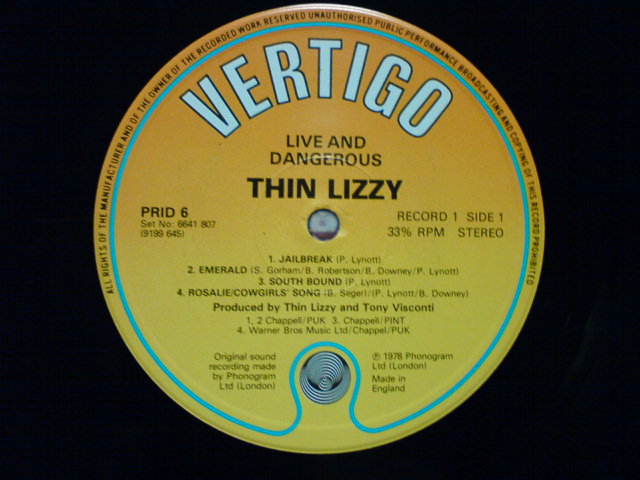 ALL RIGHTS OF THE MANUFACTURER AND OF THE OWNER OF THE RECORDED WORK RESERVED UNAUTHORISED PUBLIC PERFORMANCE BROADCASTING AND COPYING OF THIS RECORD PROHIBITED
VERTIGO
LIVE AND
DANGEROUS
THIN LIZZY
PRID 6
Set No: 6641 807
(9199 645)
RECORD 1 SIDE 1
33⅓ RPM STEREO
1. JAILBREAK (P. Lynott)
2. EMERALD (S. Gorham/B. Robertson/B. Downey/P. Lynott)
3. SOUTH BOUND (P. Lynott)
4. ROSALIE/COWGIRLS' SONG (B. Seger)/(P. Lynott/B. Downey)
Produced by Thin Lizzy and Tony Visconti
1, 2 Chappell/PUK 3. Chappell/PINT
4. Warner Bros Music Ltd/Chappel/PUK
Original sound
recording made
by Phonogram
Ltd (London)
℗ 1978 Phonogram
Ltd (London)
Made in
England